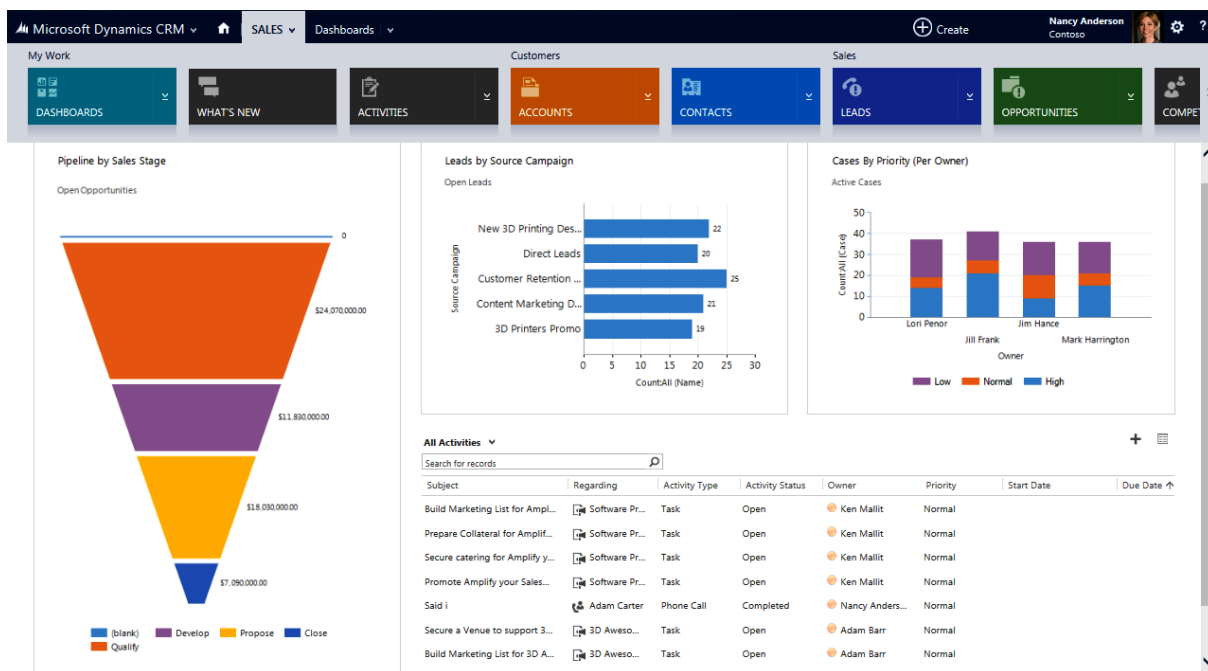 Microsoft Dynamics CRM SALES Dashboards Create Nancy Anderson ?
Contoso
My Work Customers Sales
DASHBOARDS WHAT'S NEW ACTIVITIES ACCOUNTS CONTACTS LEADS OPPORTUNITIES COMPET
Pipeline by Sales Stage
Open Opportunities
0
$24,070,000.00
$11,830,000.00
$18,030,000.00
$7,090,000.00
(blank) Develop Propose Close
Qualify
Leads by Source Campaign
Open Leads
Source Campaign
New 3D Printing Des... 22
Direct Leads 20
Customer Retention ... 25
Content Marketing D... 21
3D Printers Promo 19
0 5 10 15 20 25 30
Count:All (Name)
Cases By Priority (Per Owner)
Active Cases
Count:All (Case)
50
40
30
20
10
0
Lori Penor Jim Hance
Jill Frank Mark Harrington
Owner
Low Normal High
All Activities
Search for records
Subject Regarding Activity Type Activity Status Owner Priority Start Date Due Date
Build Marketing List for Ampl... Software Pr... Task Open Ken Mallit Normal
Prepare Collateral for Amplif... Software Pr... Task Open Ken Mallit Normal
Secure catering for Amplify y... Software Pr... Task Open Ken Mallit Normal
Promote Amplify your Sales... Software Pr... Task Open Ken Mallit Normal
Said i Adam Carter Phone Call Completed Nancy Anders... Normal
Secure a Venue to support 3... 3D Aweso... Task Open Adam Barr Normal
Build Marketing List for 3D A... 3D Aweso... Task Open Adam Barr Normal